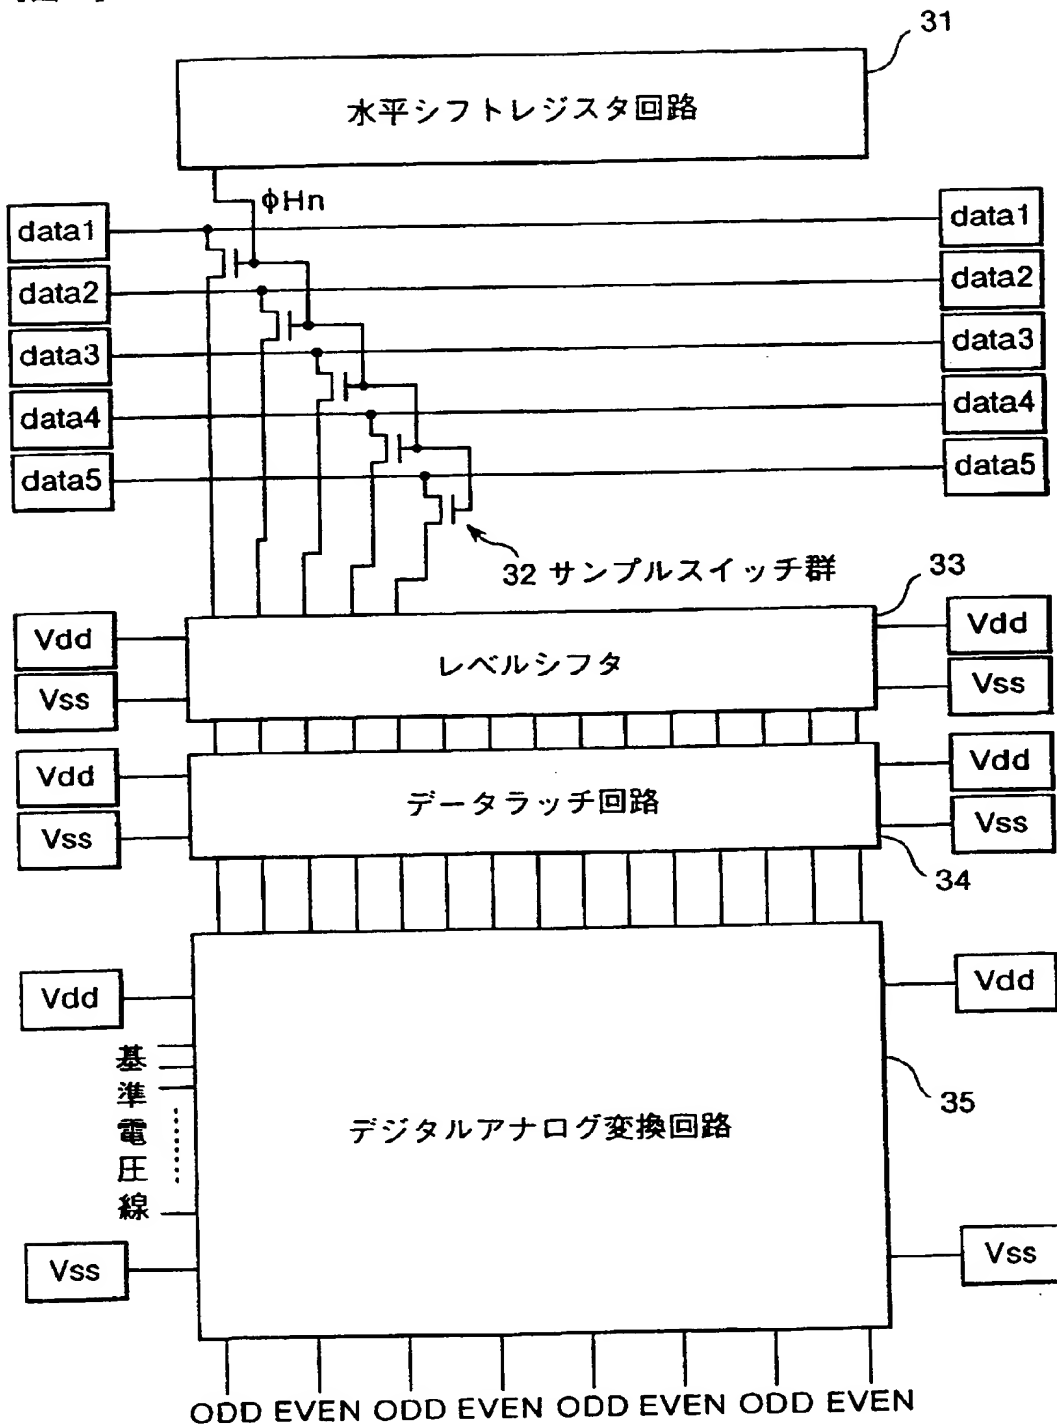 31
水平シフトレジスタ回路
φHn
data1 data1
data2 data2
data3 data3
data4 data4
data5 data5
32 サンプルスイッチ群
33
Vdd Vdd
レベルシフタ
Vss Vss
Vdd Vdd
データラッチ回路
Vss Vss
34
Vdd Vdd
基準電圧線
35
デジタルアナログ変換回路
Vss Vss
ODD EVEN ODD EVEN ODD EVEN ODD EVEN